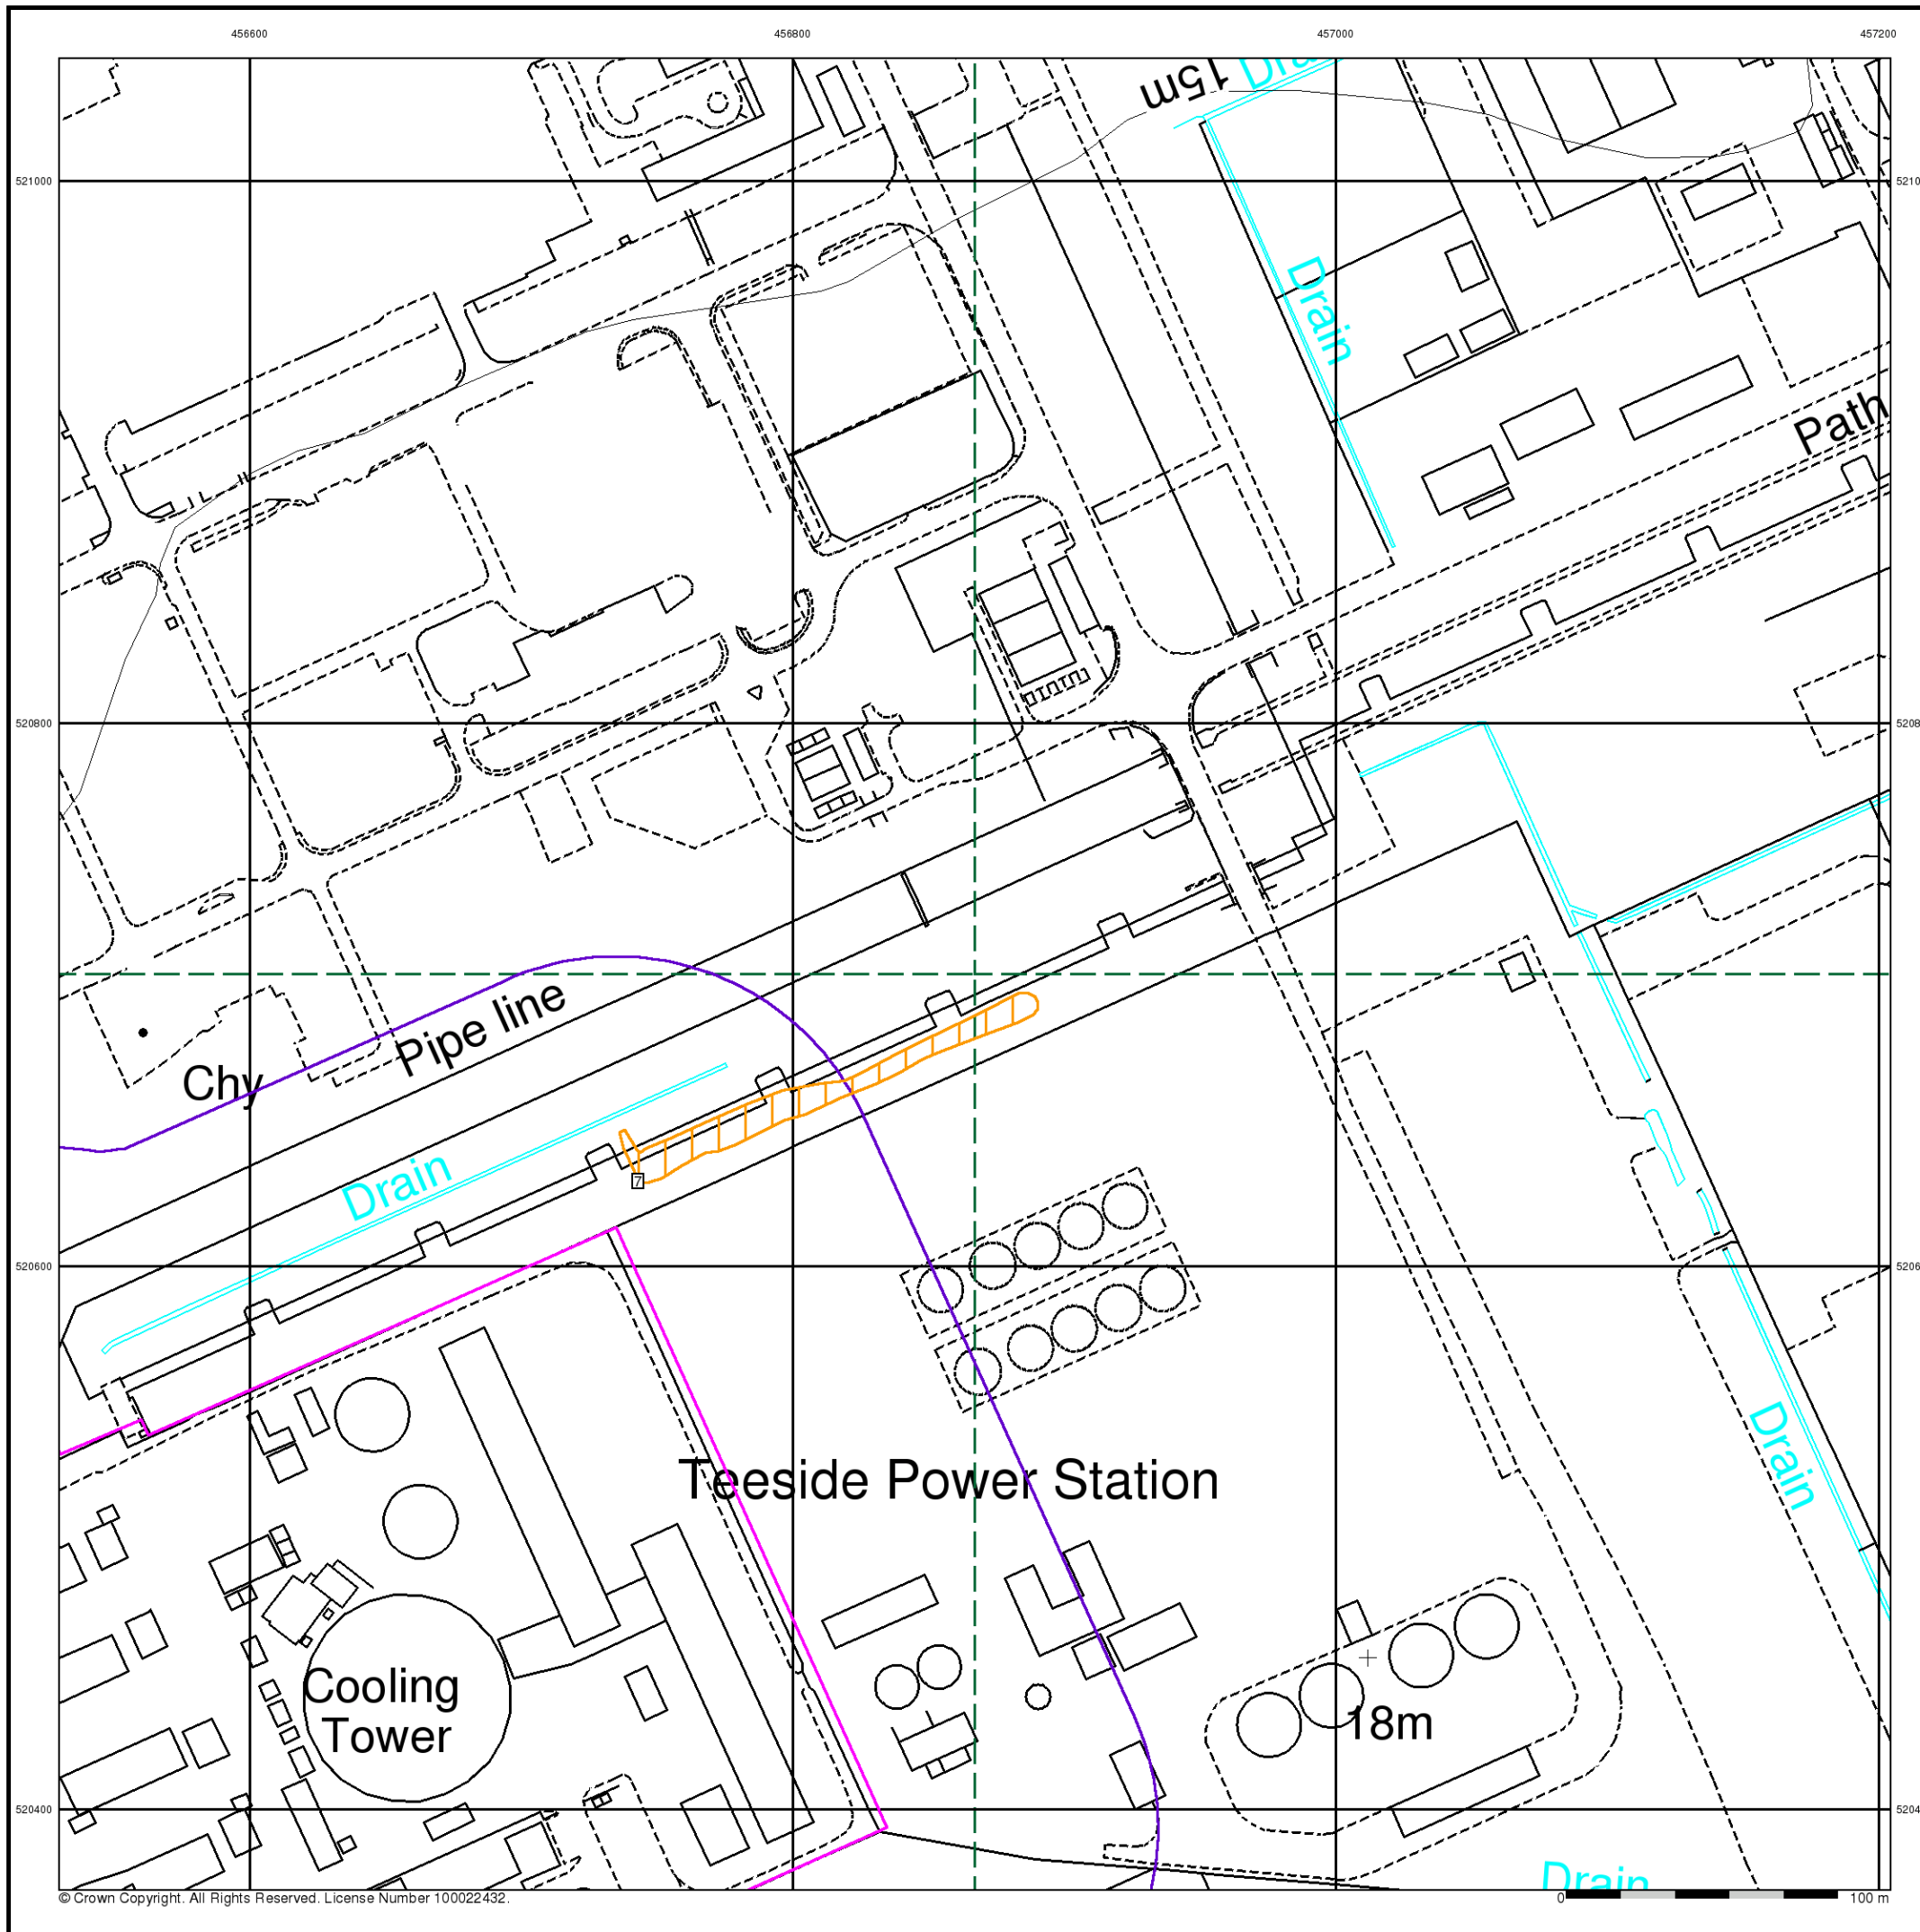 456600
456800
457000
457200
15m
Drain
521000
5210
Drain
Path
520800
5208
Pipe line
Chy
Drain
7
520600
5206
Teeside Power Station
Drain
Cooling
Tower
18m
520400
5204
Drain
© Crown Copyright. All Rights Reserved. License Number 100022432.
0
100 m